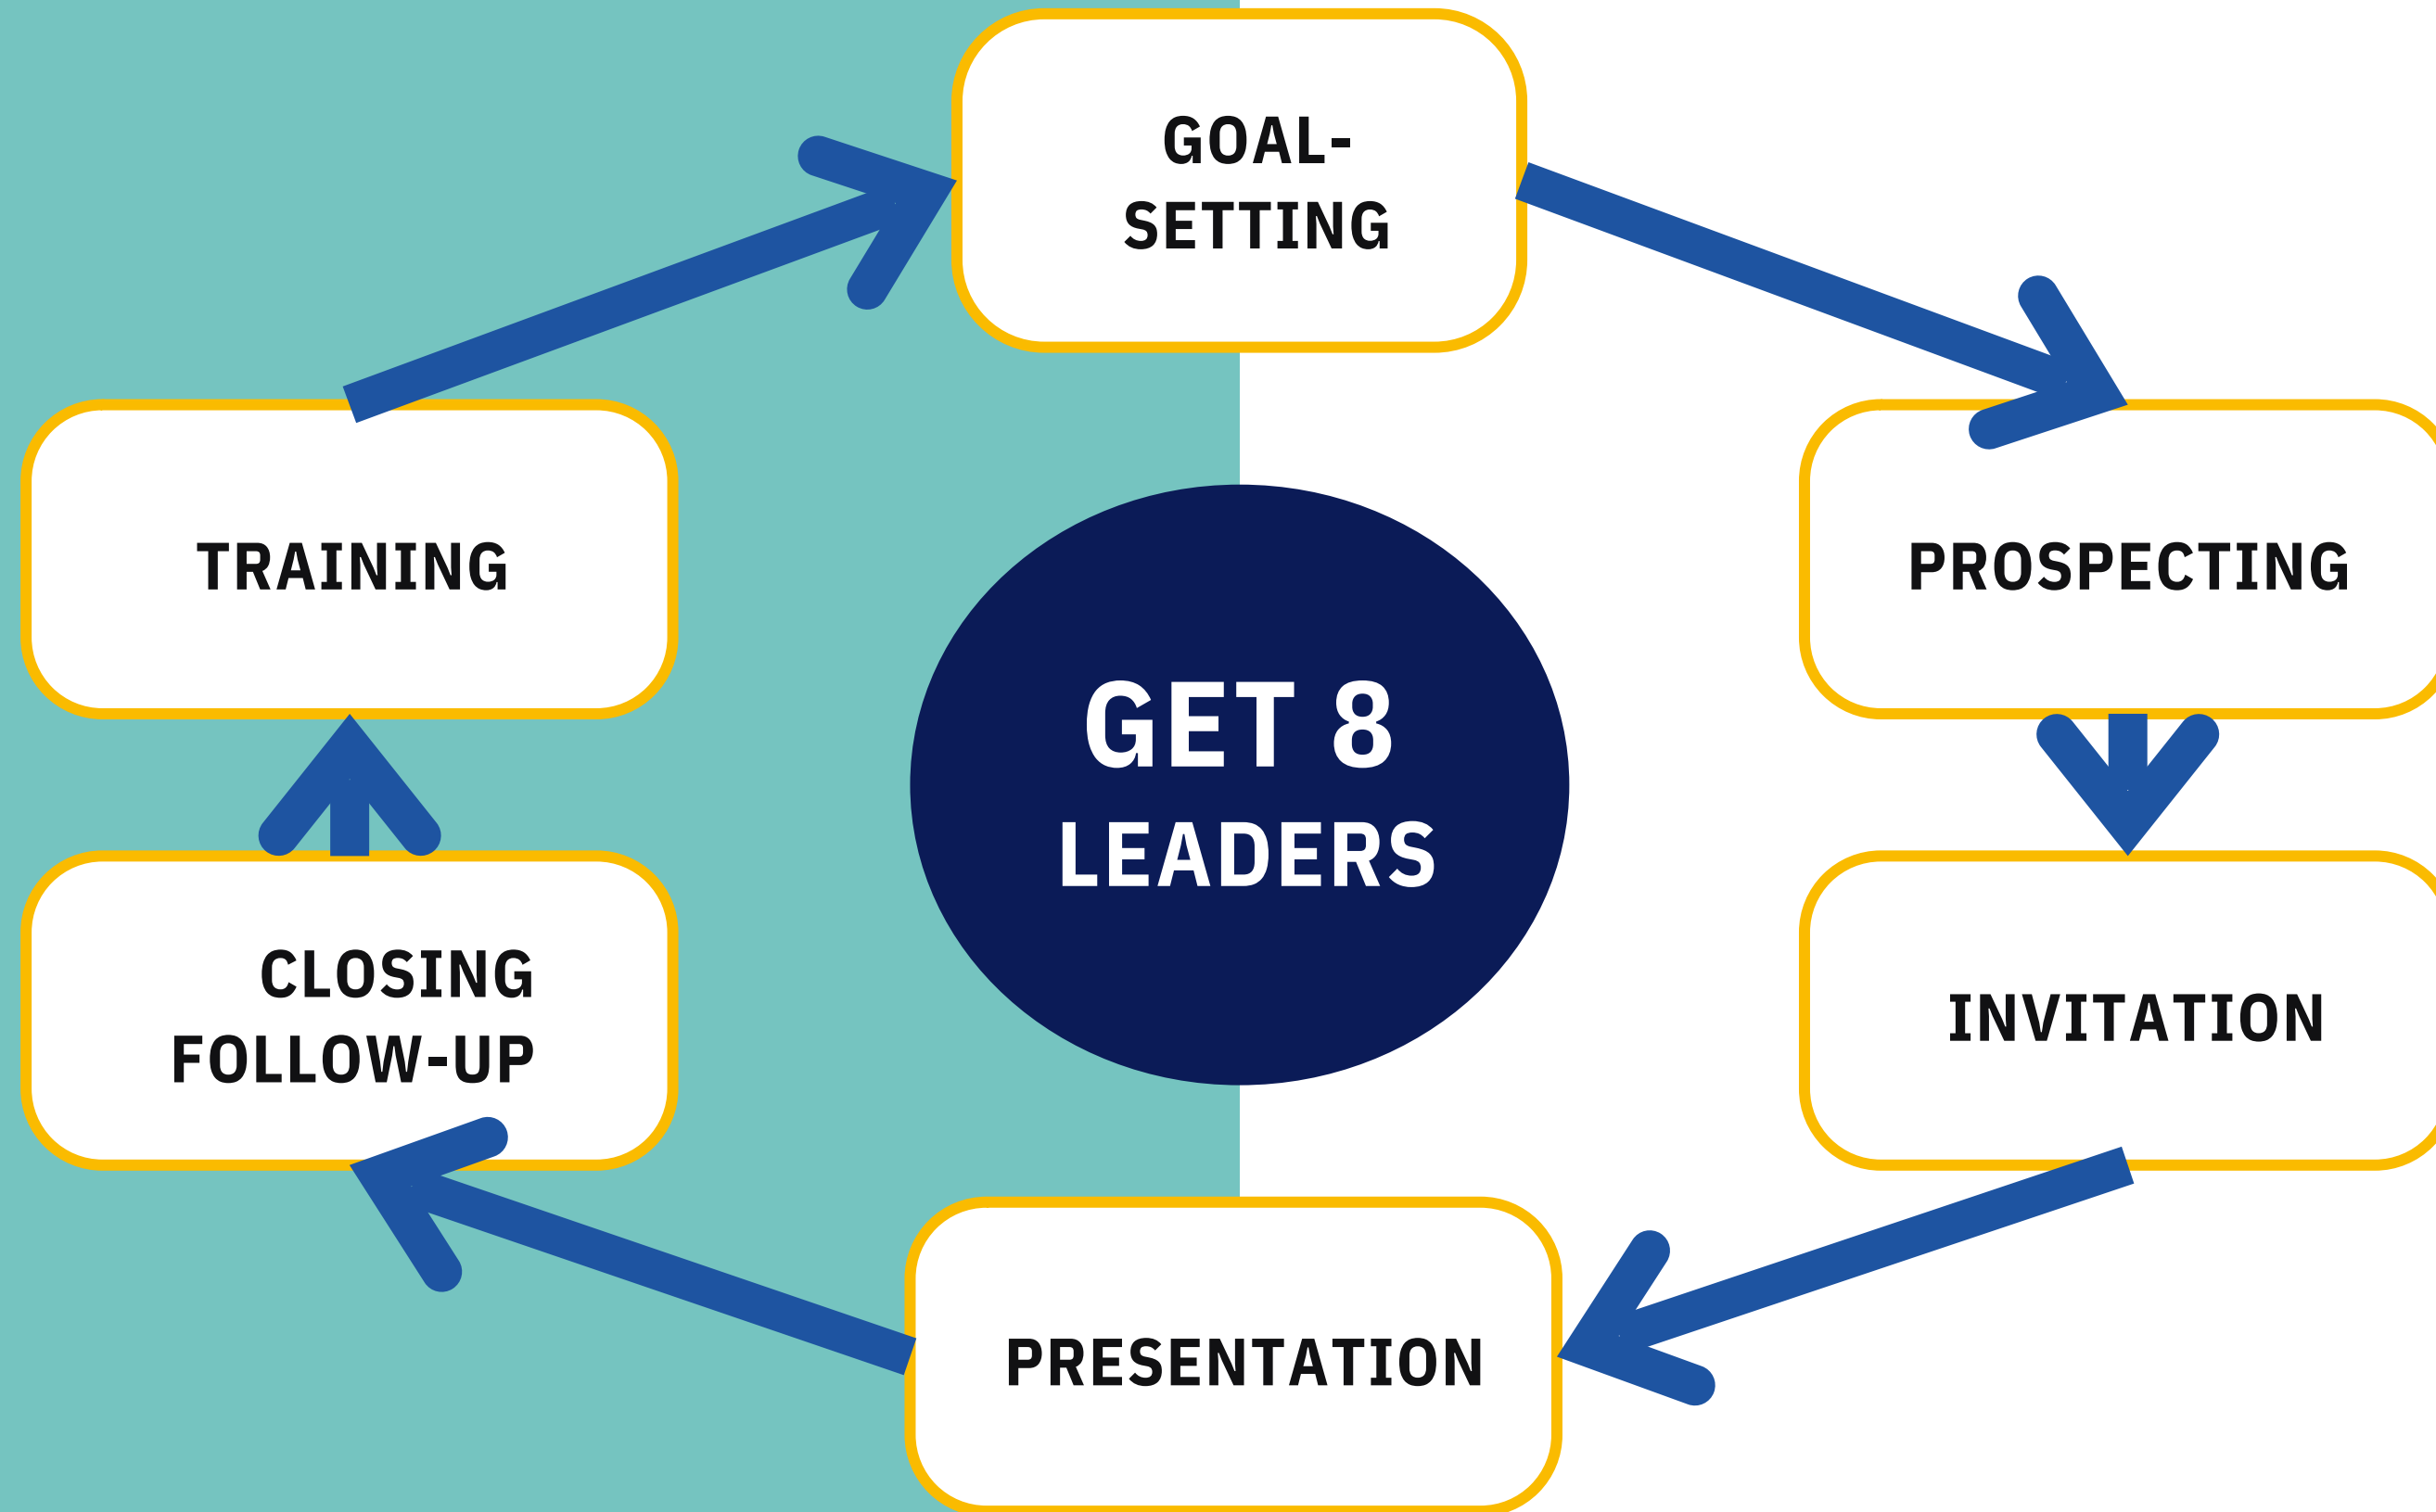 GOAL-
SETTING
TRAINING
PROSPECTING
GET 8
LEADERS
CLOSING
FOLLOW-UP
INVITATION
PRESENTATION